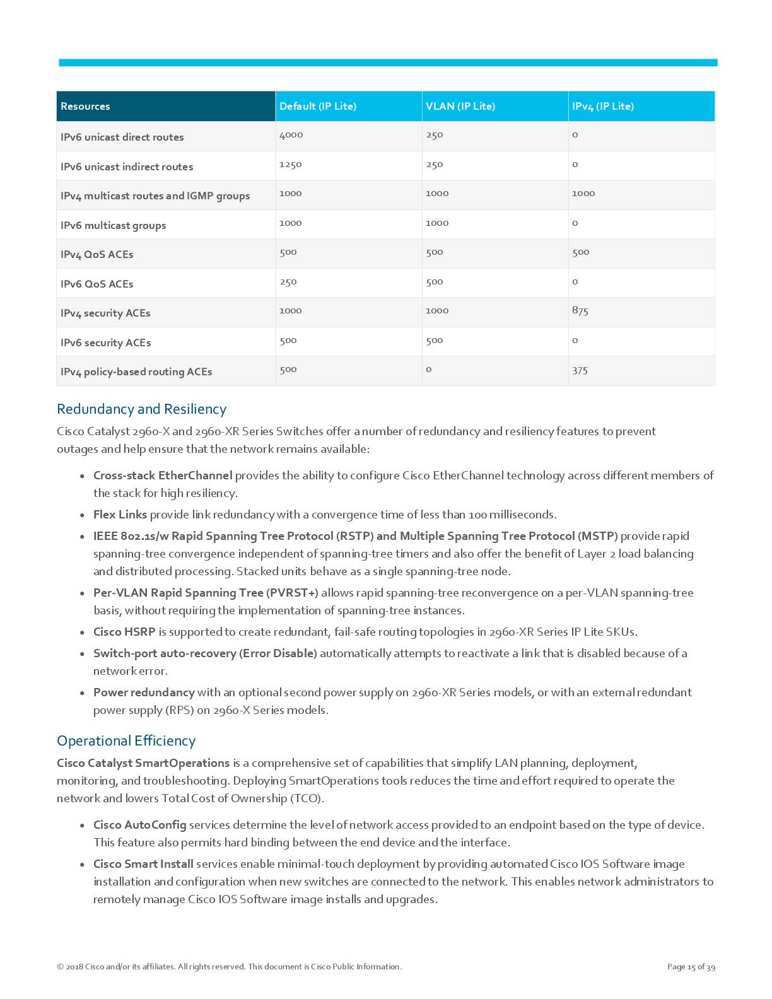 Resources Default (IP Lite) VLAN (IP Lite) IPv4 (IP Lite)
IPv6 unicast direct routes 4000 250 0
IPv6 unicast indirect routes 1250 250 0
IPv4 multicast routes and IGMP groups 1000 1000 1000
IPv6 multicast groups 1000 1000 0
IPv4 QoS ACEs 500 500 500
IPv6 QoS ACEs 250 500 0
IPv4 security ACEs 1000 1000 875
IPv6 security ACEs 500 500 0
IPv4 policy-based routing ACEs 500 0 375
Redundancy and Resiliency
Cisco Catalyst 2960-X and 2960-XR Series Switches offer a number of redundancy and resiliency features to prevent
outages and help ensure that the network remains available:
• Cross-stack EtherChannel provides the ability to configure Cisco EtherChannel technology across different members of
the stack for high resiliency.
• Flex Links provide link redundancy with a convergence time of less than 100 milliseconds.
• IEEE 802.1s/w Rapid Spanning Tree Protocol (RSTP) and Multiple Spanning Tree Protocol (MSTP) provide rapid
spanning-tree convergence independent of spanning-tree timers and also offer the benefit of Layer 2 load balancing
and distributed processing. Stacked units behave as a single spanning-tree node.
• Per-VLAN Rapid Spanning Tree (PVRST+) allows rapid spanning-tree reconvergence on a per-VLAN spanning-tree
basis, without requiring the implementation of spanning-tree instances.
• Cisco HSRP is supported to create redundant, fail-safe routing topologies in 2960-XR Series IP Lite SKUs.
• Switch-port auto-recovery (Error Disable) automatically attempts to reactivate a link that is disabled because of a
network error.
• Power redundancy with an optional second power supply on 2960-XR Series models, or with an external redundant
power supply (RPS) on 2960-X Series models.
Operational Efficiency
Cisco Catalyst SmartOperations is a comprehensive set of capabilities that simplify LAN planning, deployment,
monitoring, and troubleshooting. Deploying SmartOperations tools reduces the time and effort required to operate the
network and lowers Total Cost of Ownership (TCO).
• Cisco AutoConfig services determine the level of network access provided to an endpoint based on the type of device.
This feature also permits hard binding between the end device and the interface.
• Cisco Smart Install services enable minimal-touch deployment by providing automated Cisco IOS Software image
installation and configuration when new switches are connected to the network. This enables network administrators to
remotely manage Cisco IOS Software image installs and upgrades.
© 2018 Cisco and/or its affiliates. All rights reserved. This document is Cisco Public Information. Page 15 of 39